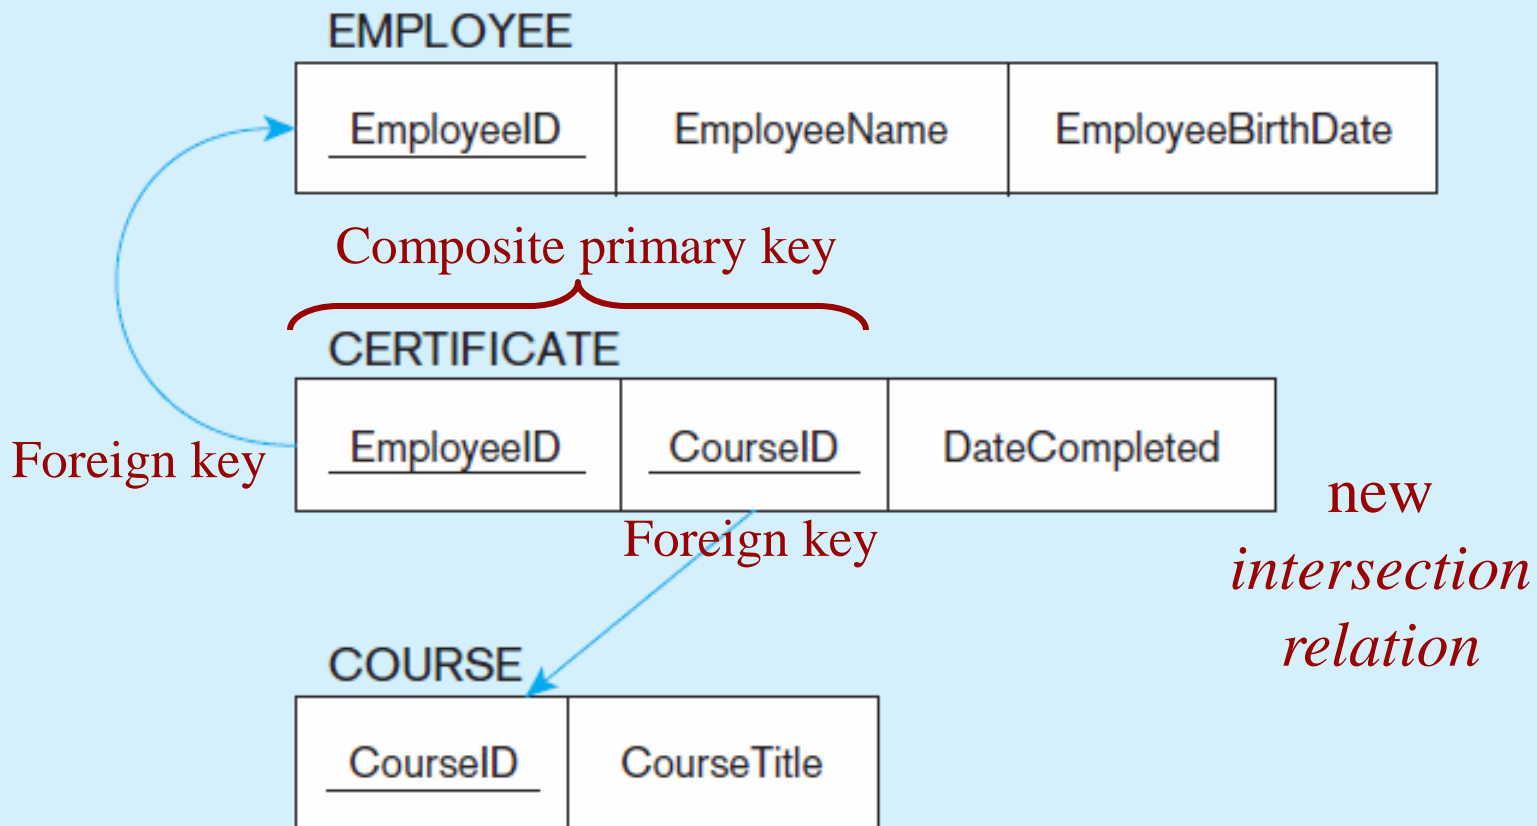 EMPLOYEE
EmployeeID EmployeeName EmployeeBirthDate
Composite primary key
CERTIFICATE
EmployeeID CourseID DateCompleted
Foreign key
Foreign key
new
intersection
relation
COURSE
CourseID CourseTitle